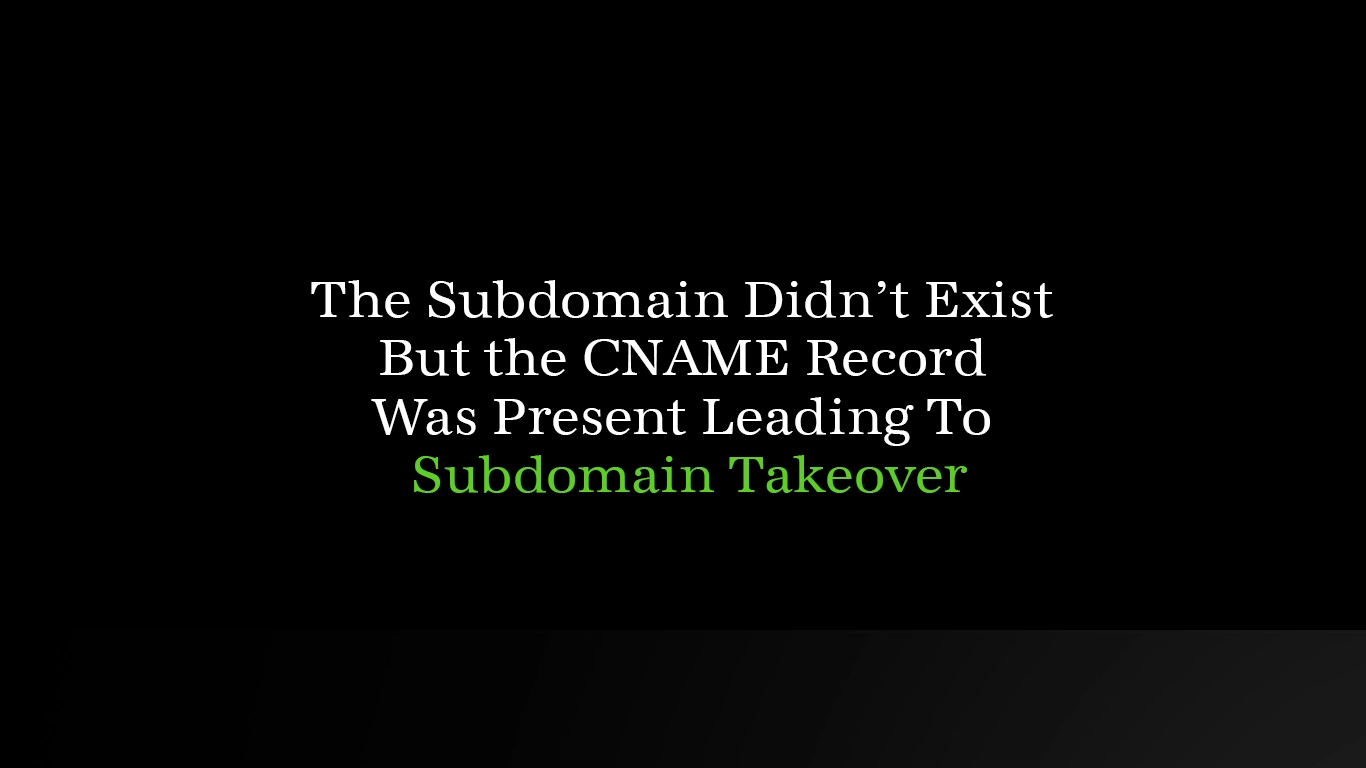 The Subdomain Didn’t Exist
But the CNAME Record
Was Present Leading To
Subdomain Takeover